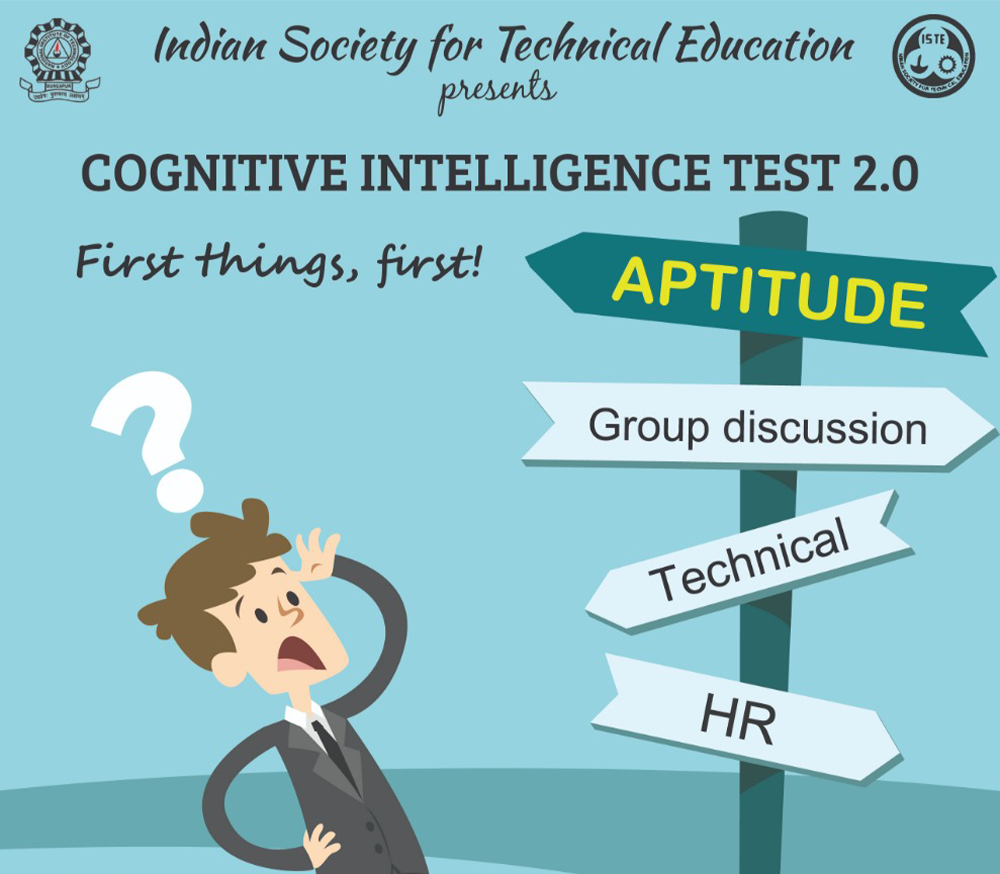 Indian Society for Technical Education
presents
COGNITIVE INTELLIGENCE TEST 2.0
First things, first!
APTITUDE
Group discussion
Technical
HR
?
ISTE